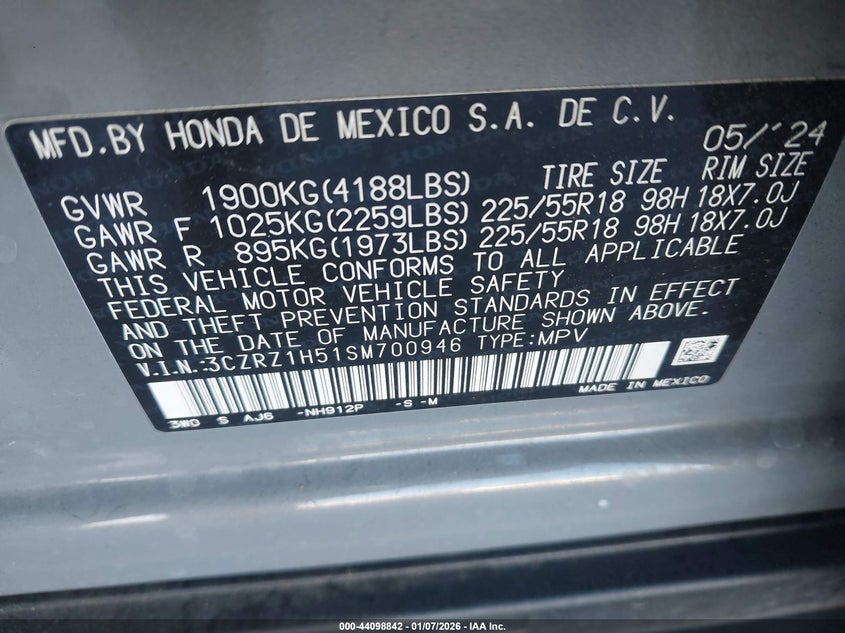 MFD.BY HONDA DE MEXICO S.A. DE C.V. 05/'24
TIRE SIZE RIM SIZE
GVWR 1900KG(4188LBS)
GAWR F 1025KG(2259LBS) 225/55R18 98H 18X7.0J
GAWR R 895KG(1973LBS) 225/55R18 98H 18X7.0J
THIS VEHICLE CONFORMS TO ALL APPLICABLE
FEDERAL MOTOR VEHICLE SAFETY
AND THEFT PREVENTION STANDARDS IN EFFECT
ON THE DATE OF MANUFACTURE SHOWN ABOVE.
V.I.N.:3CZRZ1H51SM700946 TYPE:MPV
MADE IN MEXICO
3W0 S AJ6 -NH912P -S -M
000-44098842 | 01/07/2026 - IAA Inc.